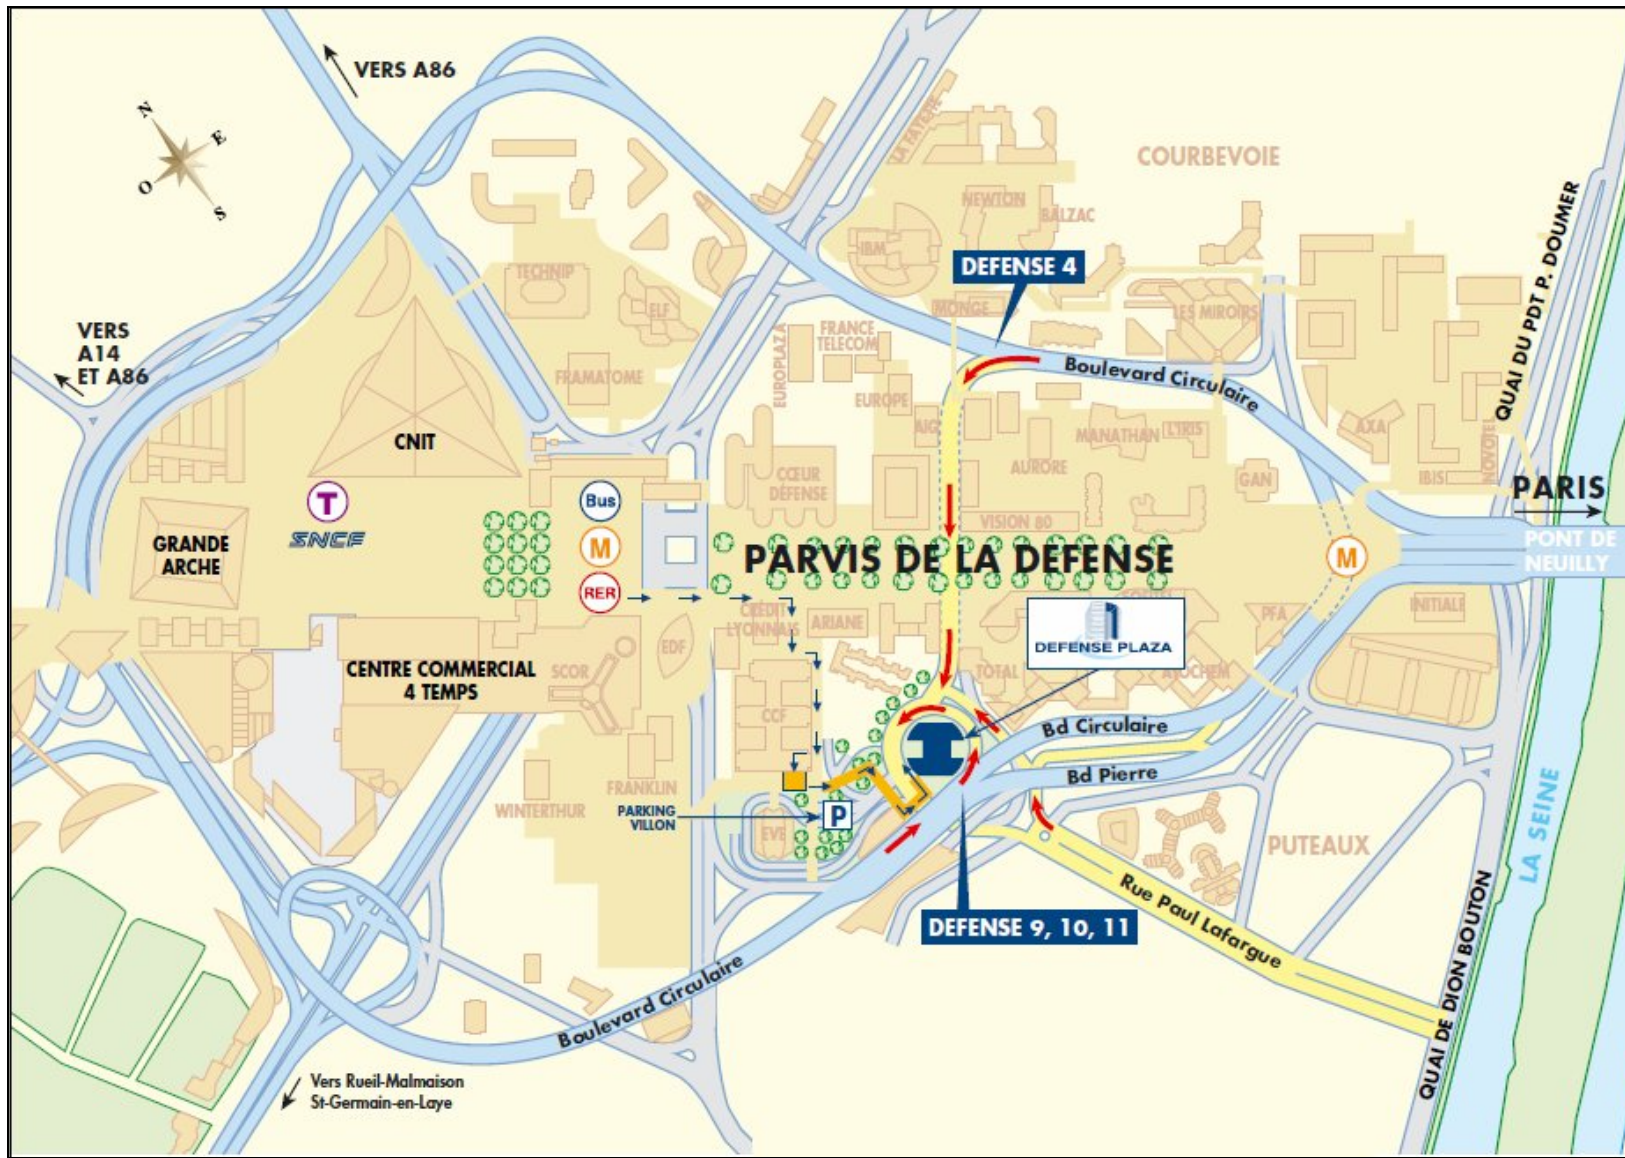 VERS A86
N
E
O
S
COURBEVOIE
LA FAYETTE
NEWTON
BALZAC
IBM
QUAI DU PDT P. DOUMER
DEFENSE 4
TECHNIP
ELF
MONGE
LES MIROIRS
VERS
A14
ET A86
EUROPLAZA
FRANCE
TELECOM
Boulevard Circulaire
FRAMATOME
EUROPE
AIG
CNIT
MANATHAN
L'IRIS
AXA
AURORE
CŒUR
DÉFENSE
GAN
IBIS
NOVOTEL
PARIS
T
SNCF
Bus
VISION 80
GRANDE
ARCHE
M
PARVIS DE LA DEFENSE
M
PONT DE
NEUILLY
RER
CRÉDIT
LYONNAIS
ARIANE
PFA
INITIALE
DEFENSE PLAZA
EDF
CENTRE COMMERCIAL
4 TEMPS
SCOR
TOTAL
ATOCHEM
CCF
Bd Circulaire
Bd Pierre
FRANKLIN
WINTERTHUR
PARKING
VILLON
P
EVE
PUTEAUX
LA SEINE
Rue Paul Lafargue
DEFENSE 9, 10, 11
QUAI DE DION BOUTON
Boulevard Circulaire
Vers Rueil-Malmaison
St-Germain-en-Laye